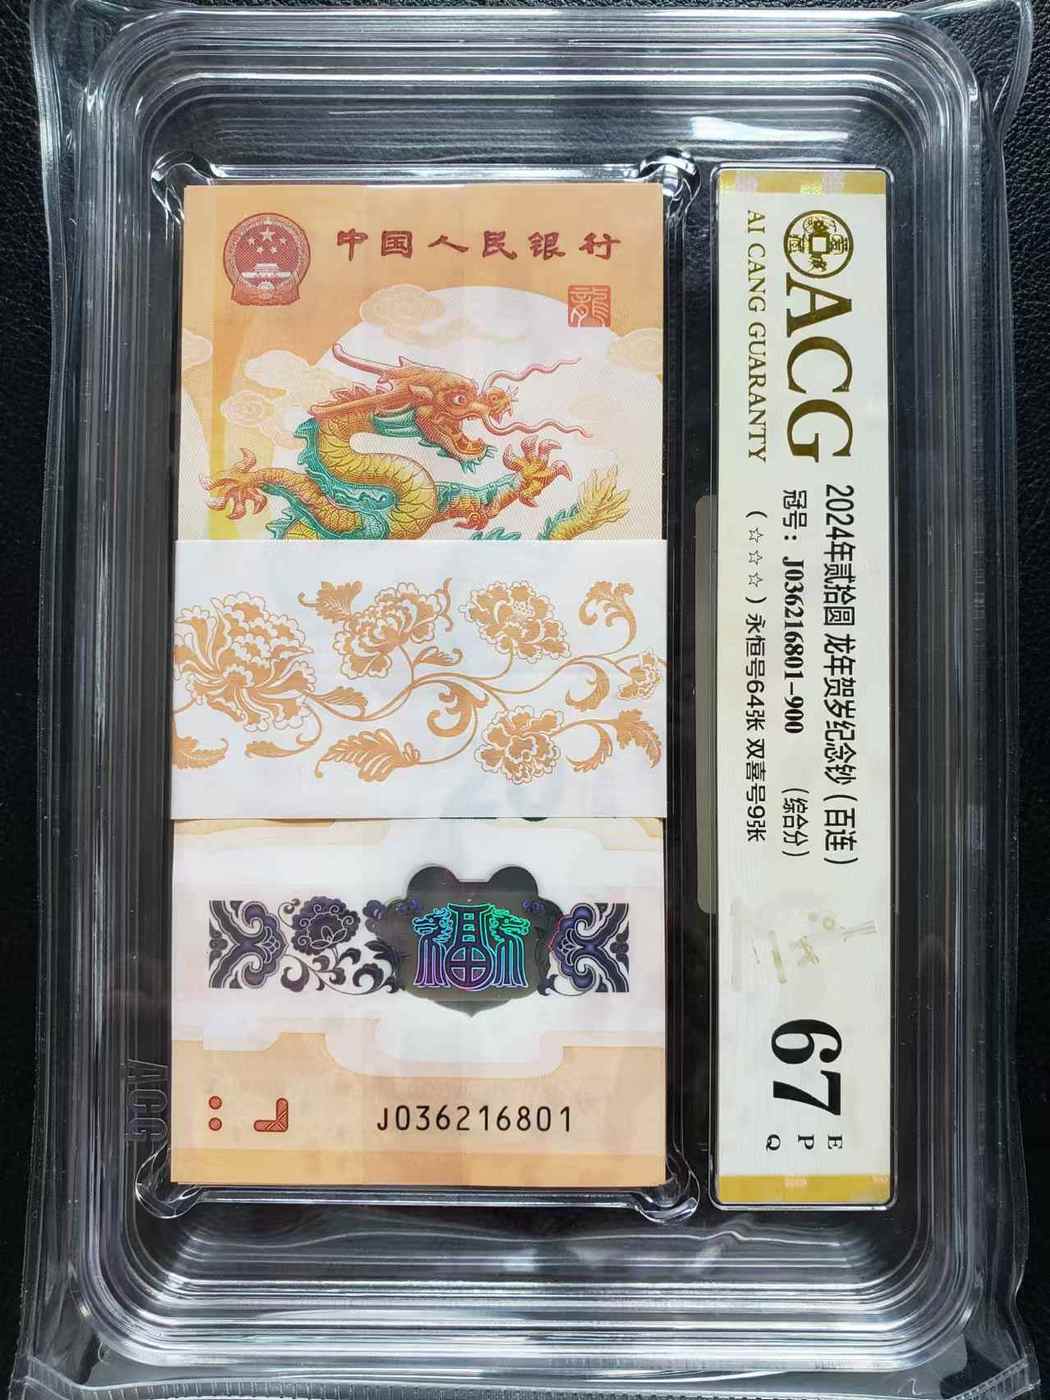 中国人民银行
龍
福
J036216801
ACG
ACG
AI CANG GUARANTY
2024年贰拾圆 龙年贺岁纪念钞(百连)
冠号: J036216801-900 (综合分)
(☆☆☆) 永恒号64张 双喜号9张
67
E
P
Q